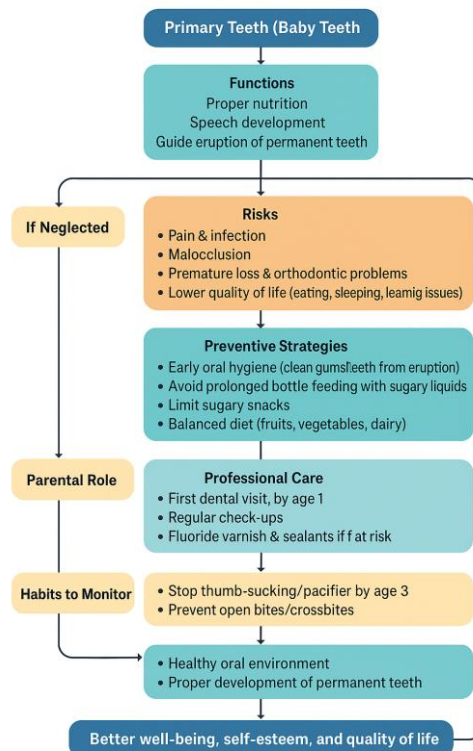 Primary Teeth (Baby Teeth
Functions
Proper nutrition
Speech development
Guide eruption of permanent teeth
If Neglected
Risks
• Pain & infection
• Malocclusion
• Premature loss & orthodontic problems
• Lower quality of life (eating, sleeping, leamig issues)
Preventive Strategies
• Early oral hygiene (clean gumsſteeth from eruption)
• Avoid prolonged bottle feeding with sugary liquids
• Limit sugary snacks
• Balanced diet (fruits, vegetables, dairy)
Parental Role
Professional Care
• First dental visit, by age 1
• Regular check-ups
• Fluoride varnish & sealants if f at risk
Habits to Monitor
• Stop thumb-sucking/pacifier by age 3
• Prevent open bites/crossbites
• Healthy oral environment
• Proper development of permanent teeth
Better well-being, self-esteem, and quality of life